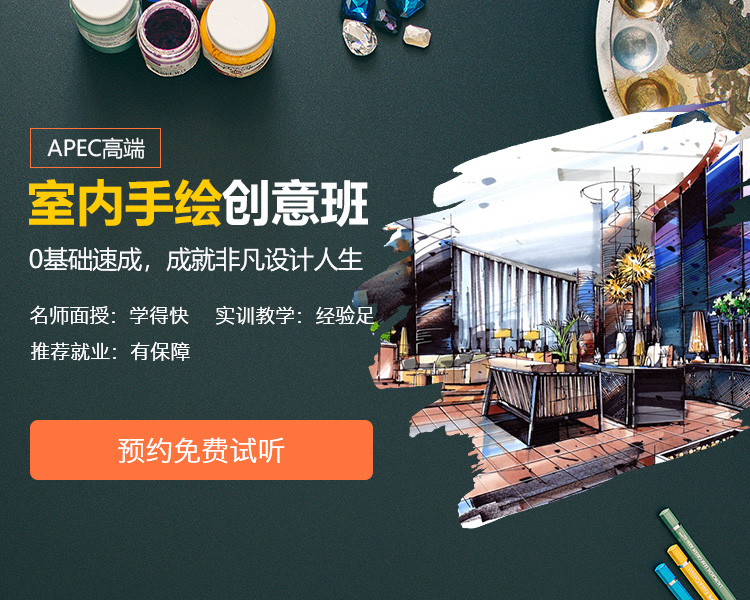 APEC高端
室内手绘创意班
0基础速成，成就非凡设计人生
名师面授：学得快 实训教学：经验足
推荐就业：有保障
预约免费试听